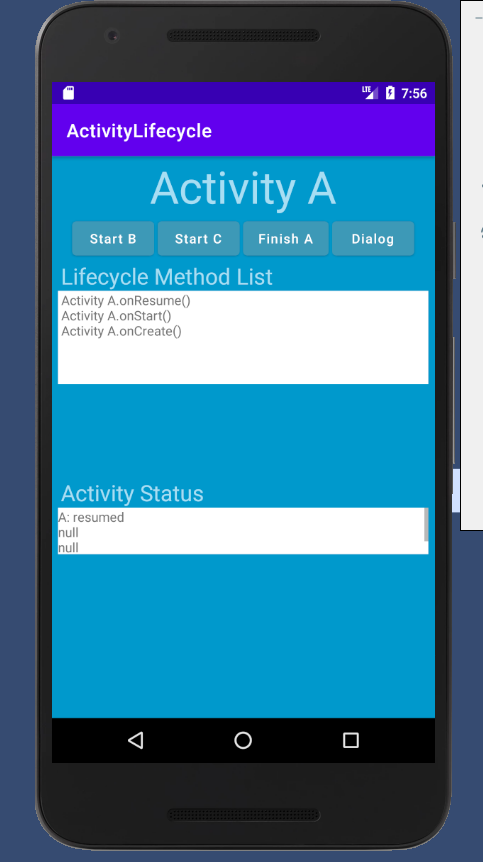 LTE 7:56
ActivityLifecycle
Activity A
Start B Start C Finish A Dialog
Lifecycle Method List
Activity A.onResume()
Activity A.onStart()
Activity A.onCreate()
Activity Status
A: resumed
null
null